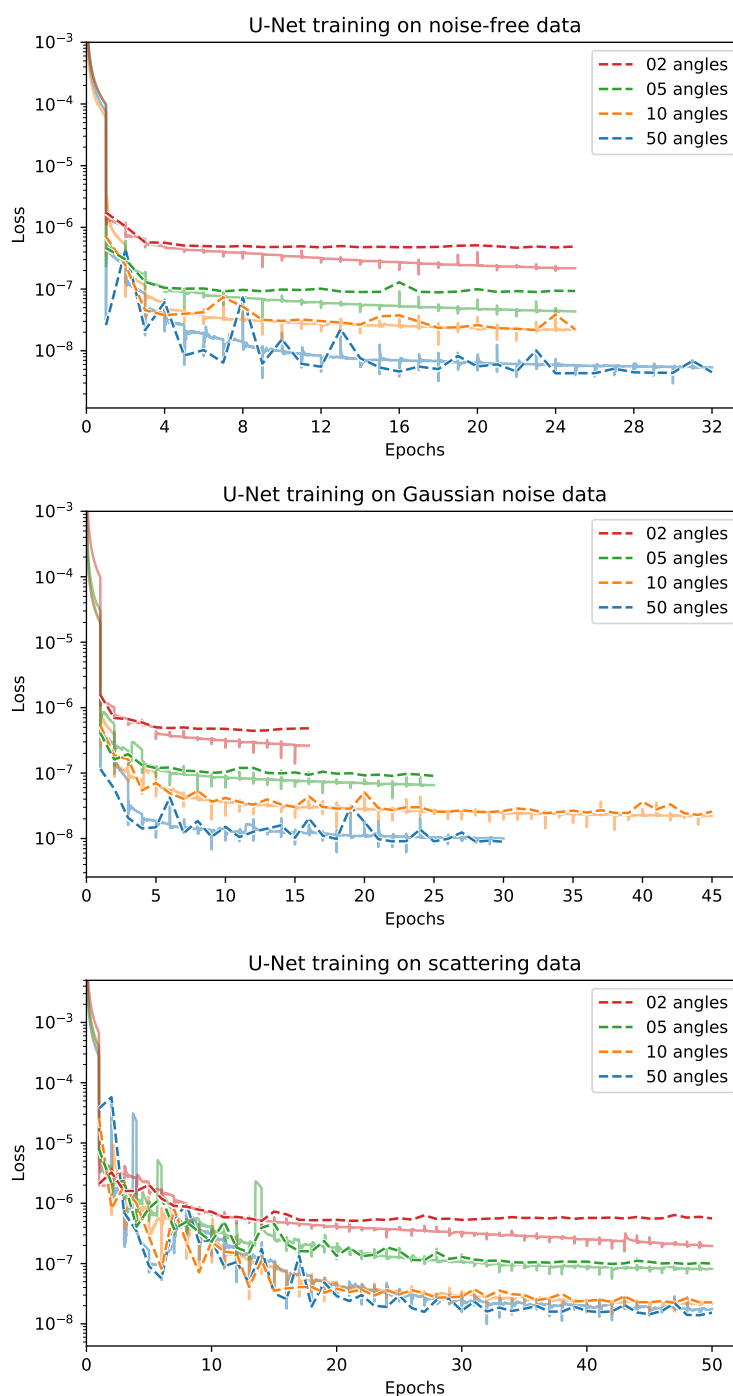 U-Net training on noise-free data
10⁻³
10⁻⁴
10⁻⁵
10⁻⁶
10⁻⁷
10⁻⁸
Loss
02 angles
05 angles
10 angles
50 angles
0 4 8 12 16 20 24 28 32
Epochs
U-Net training on Gaussian noise data
10⁻³
10⁻⁴
10⁻⁵
10⁻⁶
10⁻⁷
10⁻⁸
Loss
02 angles
05 angles
10 angles
50 angles
0 5 10 15 20 25 30 35 40 45
Epochs
U-Net training on scattering data
10⁻³
10⁻⁴
10⁻⁵
10⁻⁶
10⁻⁷
10⁻⁸
Loss
02 angles
05 angles
10 angles
50 angles
0 10 20 30 40 50
Epochs